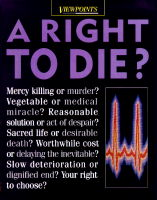 VIEWPOINTS
A RIGHT
TO DIE?
Mercy killing or murder?
Vegetable or medical
miracle? Reasonable
solution or act of despair?
Sacred life or desirable
death? Worthwhile cost
or delaying the inevitable?
Slow deterioration or
dignified end? Your right
to choose?